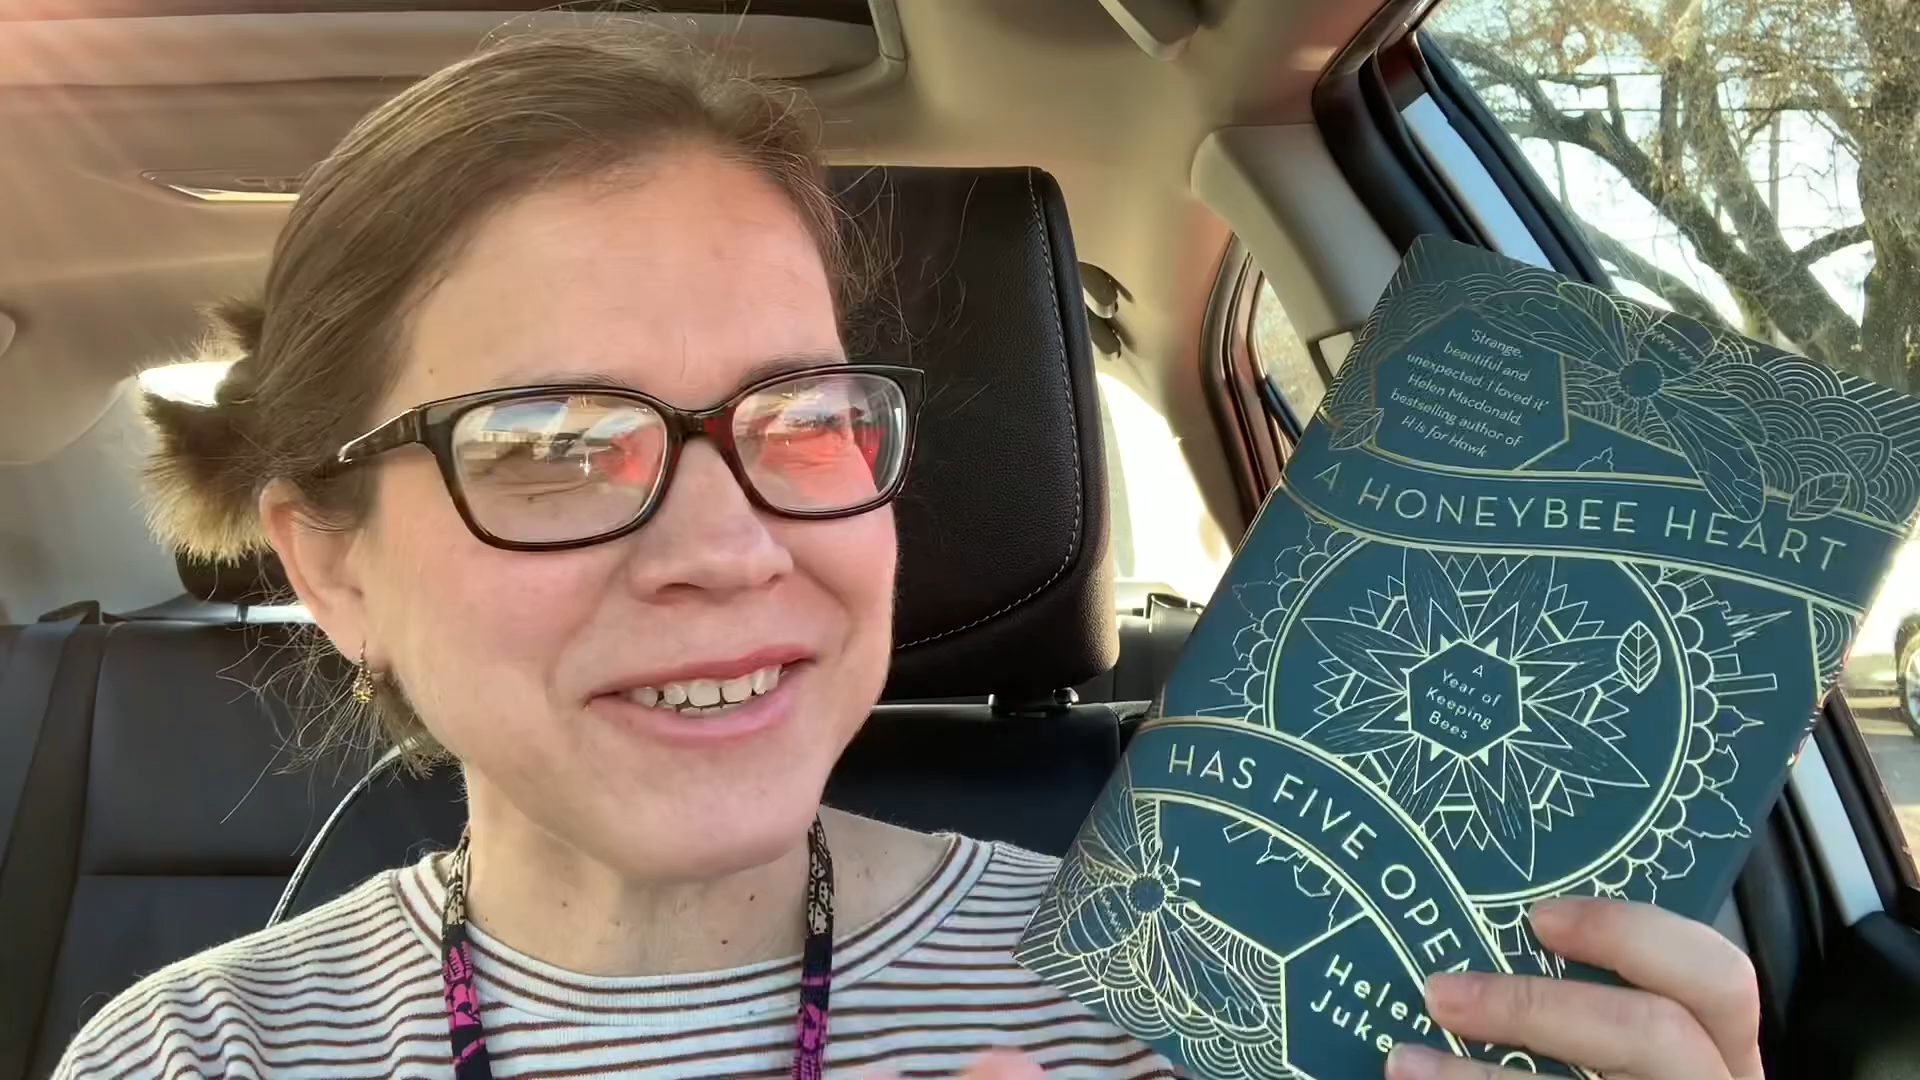 'Strange,
beautiful and
unexpected. I loved it'
Helen Macdonald,
bestselling author of
H is for Hawk
A HONEYBEE HEART
A
Year of
Keeping
Bees
HAS FIVE OPEN
Helen
Juke